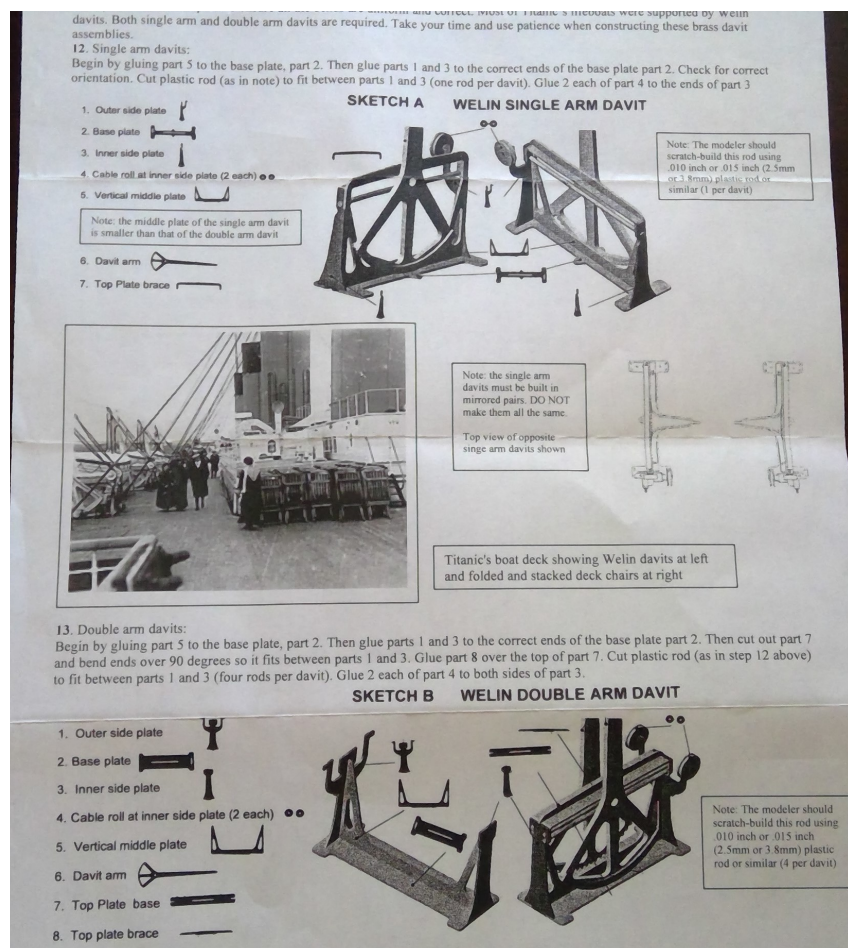 davits. Both single arm and double arm davits are required. Take your time and use patience when constructing these brass davit
assemblies.
12. Single arm davits:
Begin by gluing part 5 to the base plate, part 2. Then glue parts 1 and 3 to the correct ends of the base plate part 2. Check for correct
orientation. Cut plastic rod (as in note) to fit between parts 1 and 3 (one rod per davit). Glue 2 each of part 4 to the ends of part 3
SKETCH A WELIN SINGLE ARM DAVIT
1. Outer side plate
2. Base plate
3. Inner side plate
4. Cable roll at inner side plate (2 each)
5. Vertical middle plate
Note: the middle plate of the single arm davit
is smaller than that of the double arm davit
6. Davit arm
7. Top Plate brace
Note: The modeler should
scratch-build this rod using
.010 inch or .015 inch (2.5mm
or 3.8mm) plastic rod or
similar (1 per davit)
Note: the single arm
davits must be built in
mirrored pairs. DO NOT
make them all the same.
Top view of opposite
singe arm davits shown
Titanic's boat deck showing Welin davits at left
and folded and stacked deck chairs at right
13. Double arm davits:
Begin by gluing part 5 to the base plate, part 2. Then glue parts 1 and 3 to the correct ends of the base plate part 2. Then cut out part 7
and bend ends over 90 degrees so it fits between parts 1 and 3. Glue part 8 over the top of part 7. Cut plastic rod (as in step 12 above)
to fit between parts 1 and 3 (four rods per davit). Glue 2 each of part 4 to both sides of part 3.
SKETCH B WELIN DOUBLE ARM DAVIT
1. Outer side plate
2. Base plate
3. Inner side plate
4. Cable roll at inner side plate (2 each)
5. Vertical middle plate
6. Davit arm
7. Top Plate base
8. Top plate brace
Note: The modeler should
scratch-build this rod using
.010 inch or .015 inch
(2.5mm or 3.8mm) plastic
rod or similar (4 per davit)